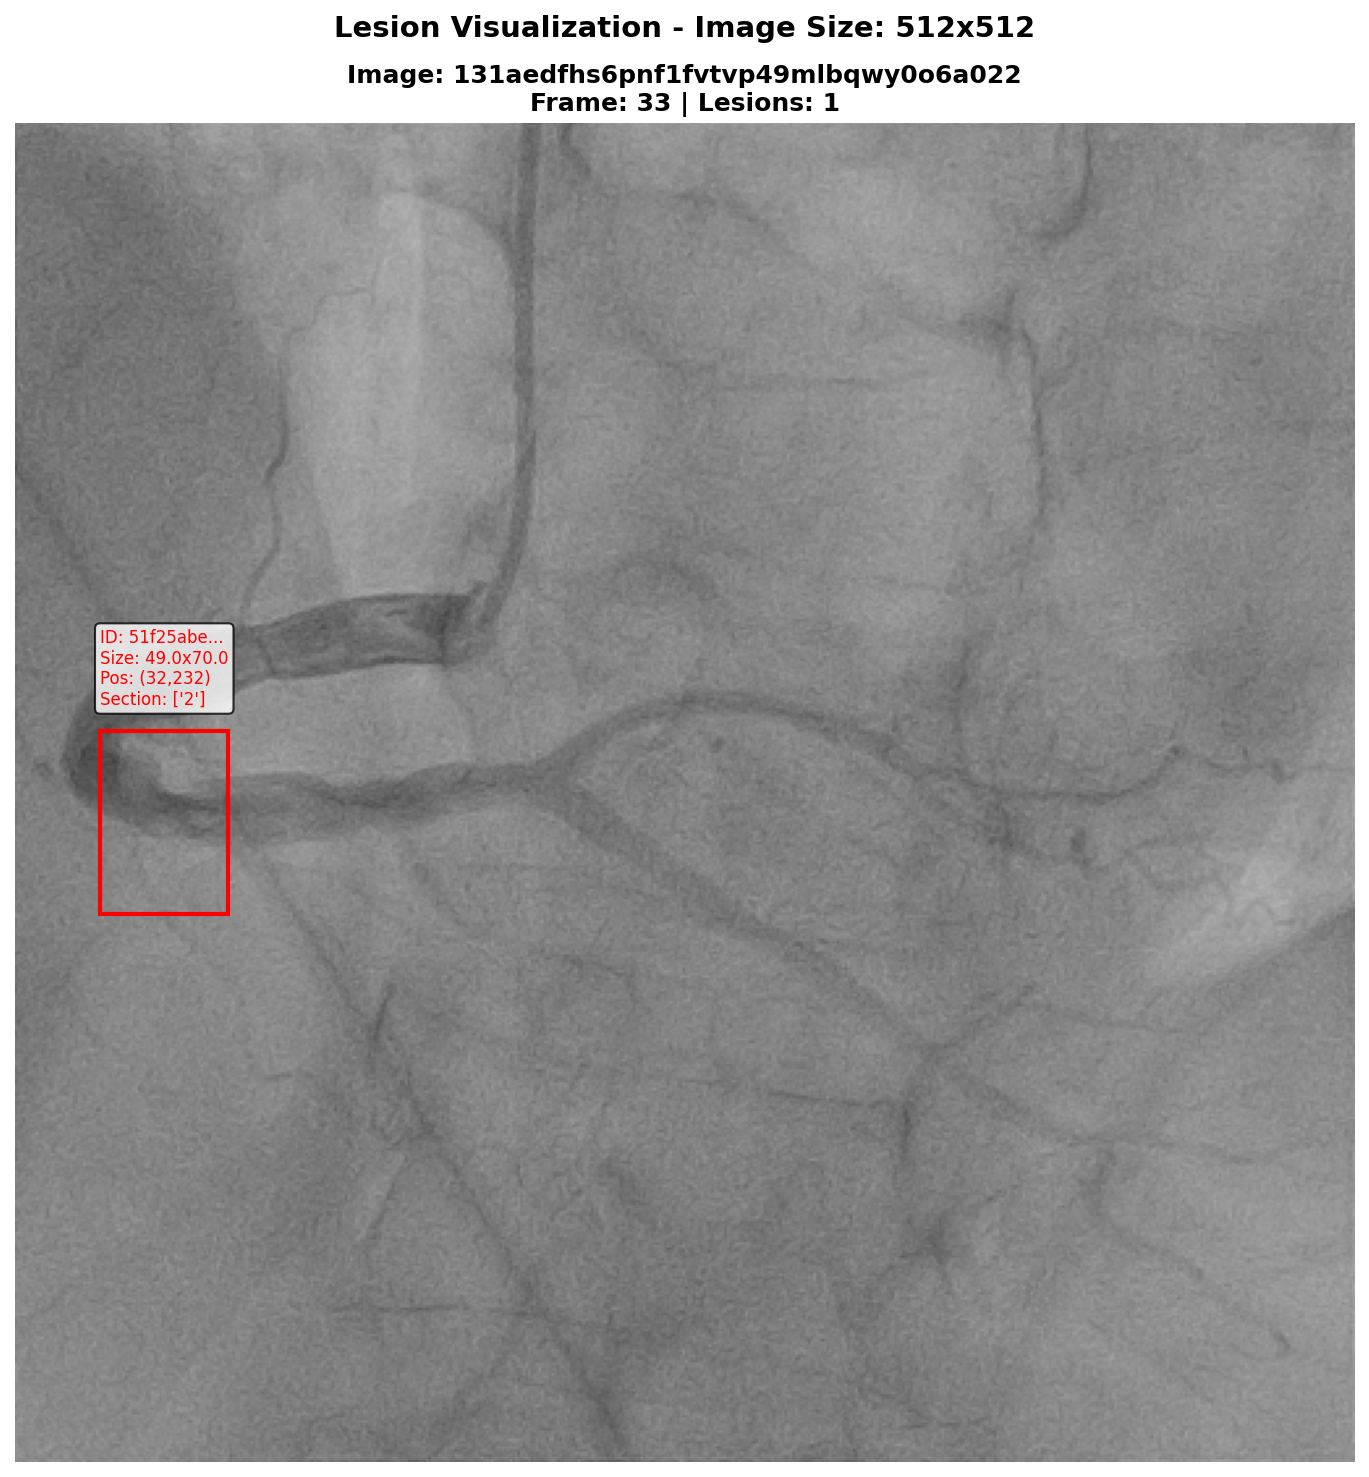 Lesion Visualization - Image Size: 512x512
Image: 131aedfhs6pnf1fvtvp49mlbqwy0o6a022
Frame: 33 | Lesions: 1
ID: 51f25abe...
Size: 49.0x70.0
Pos: (32,232)
Section: ['2']